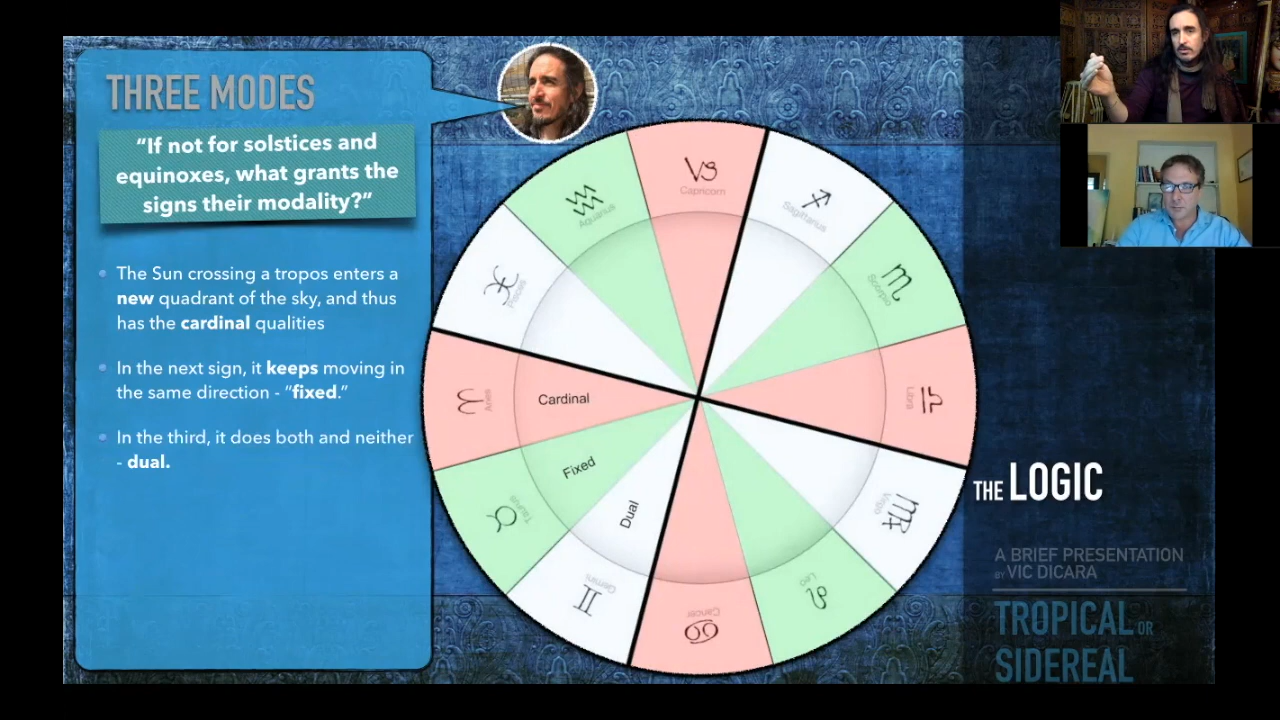 THREE MODES
“If not for solstices and
equinoxes, what grants the
signs their modality?”
The Sun crossing a tropos enters a
new quadrant of the sky, and thus
has the cardinal qualities
In the next sign, it keeps moving in
the same direction - “fixed.”
In the third, it does both and neither
- dual.
Capricorn
Sagittarius
Scorpio
Libra
Virgo
Leo
Cancer
Gemini
Taurus
Aries
Pisces
Aquarius
Cardinal
Fixed
Dual
THE LOGIC
A BRIEF PRESENTATION
BY VIC DICARA
TROPICAL OR
SIDEREAL